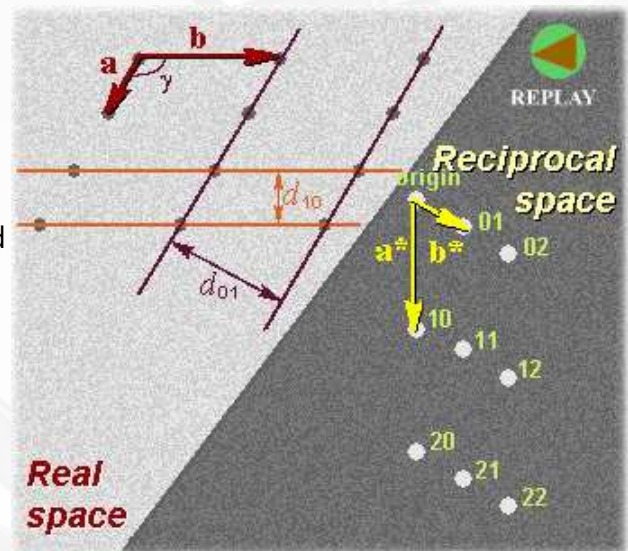 b
a
γ
REPLAY
Reciprocal
space
origin
d10
01
02
a*
b*
d01
10
11
12
20
21
22
Real
space
d